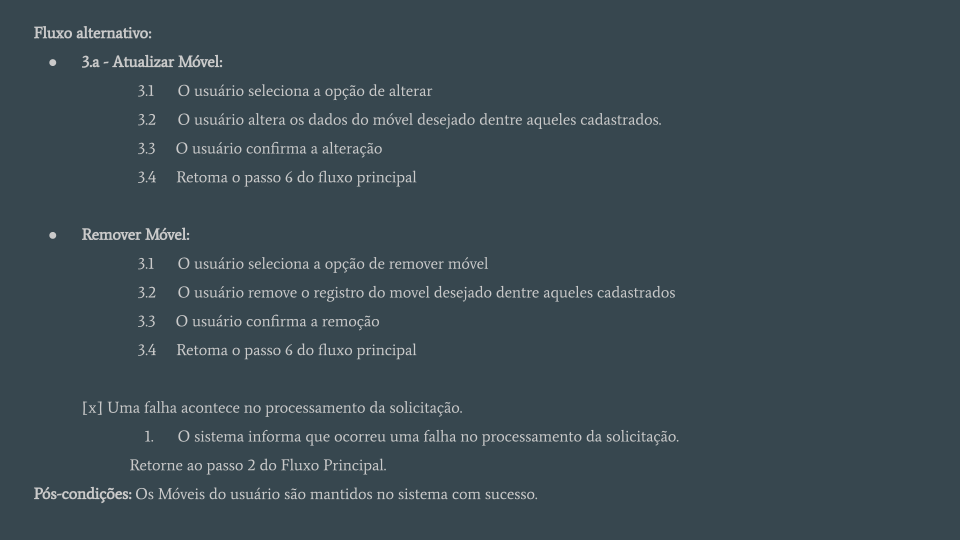 Fluxo alternativo:
● 3.a - Atualizar Móvel:
3.1 O usuário seleciona a opção de alterar
3.2 O usuário altera os dados do móvel desejado dentre aqueles cadastrados.
3.3 O usuário confirma a alteração
3.4 Retoma o passo 6 do fluxo principal
● Remover Móvel:
3.1 O usuário seleciona a opção de remover móvel
3.2 O usuário remove o registro do movel desejado dentre aqueles cadastrados
3.3 O usuário confirma a remoção
3.4 Retoma o passo 6 do fluxo principal
[x] Uma falha acontece no processamento da solicitação.
1. O sistema informa que ocorreu uma falha no processamento da solicitação.
Retorne ao passo 2 do Fluxo Principal.
Pós-condições: Os Móveis do usuário são mantidos no sistema com sucesso.